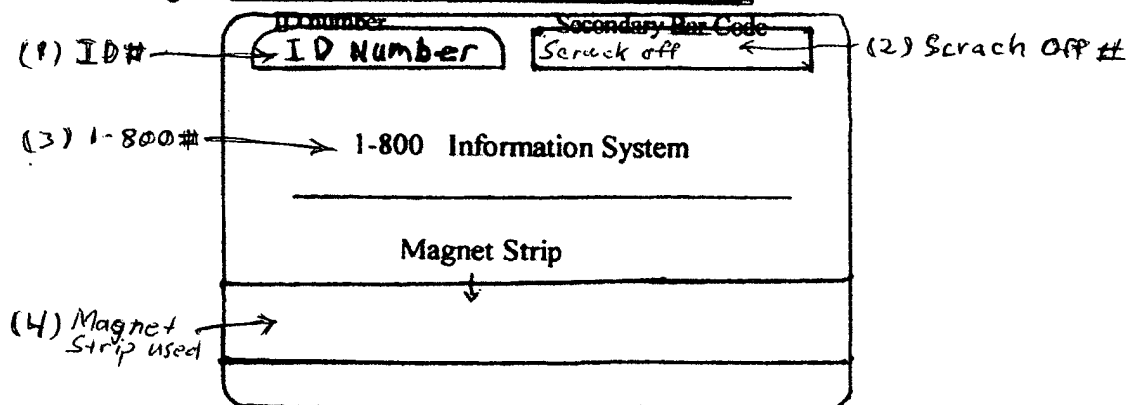 ID number Secondary Bar Code
(1) ID# ID Number Scrach off (2) Scrach Off #
(3) 1-800# 1-800 Information System
Magnet Strip
(4) Magnet
Strip used